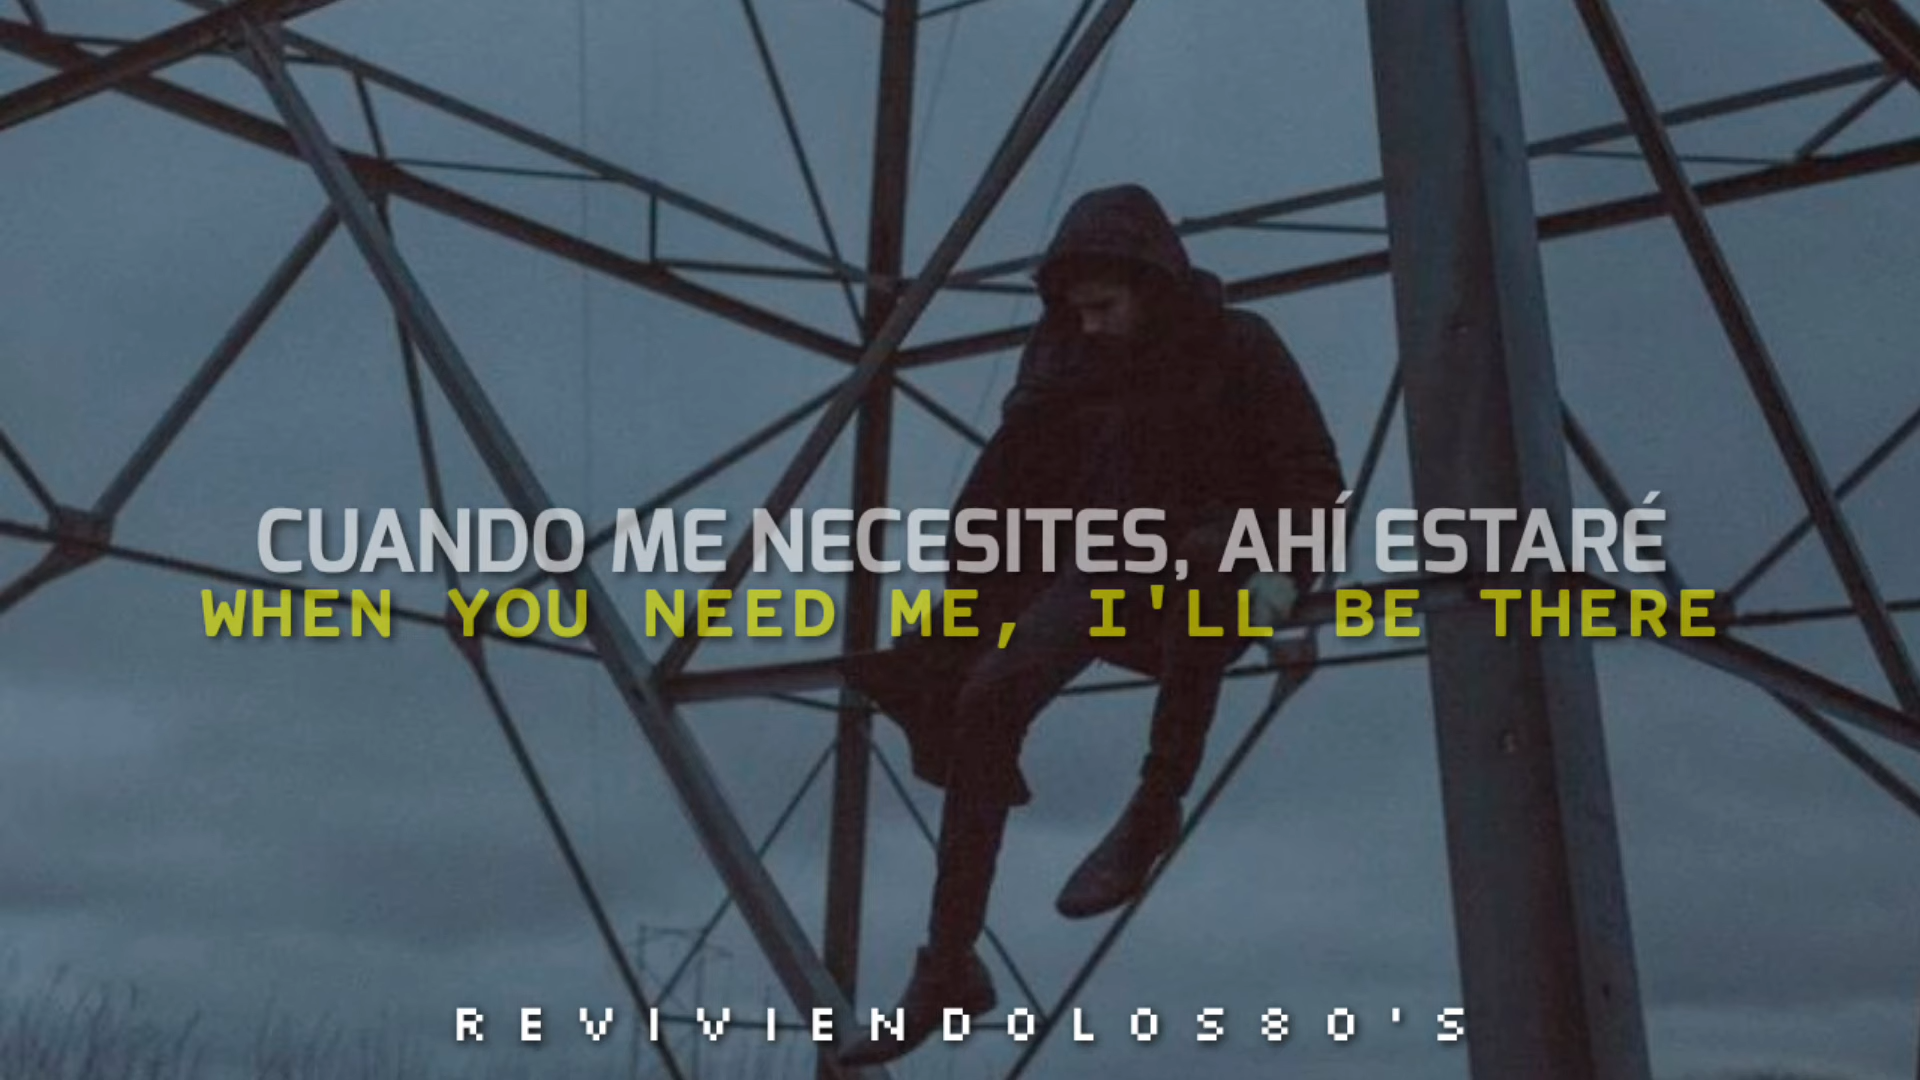 CUANDO ME NECESITES, AHÍ ESTARÉ
WHEN YOU NEED ME, I'LL BE THERE
REVIVIENDOLOS80'S